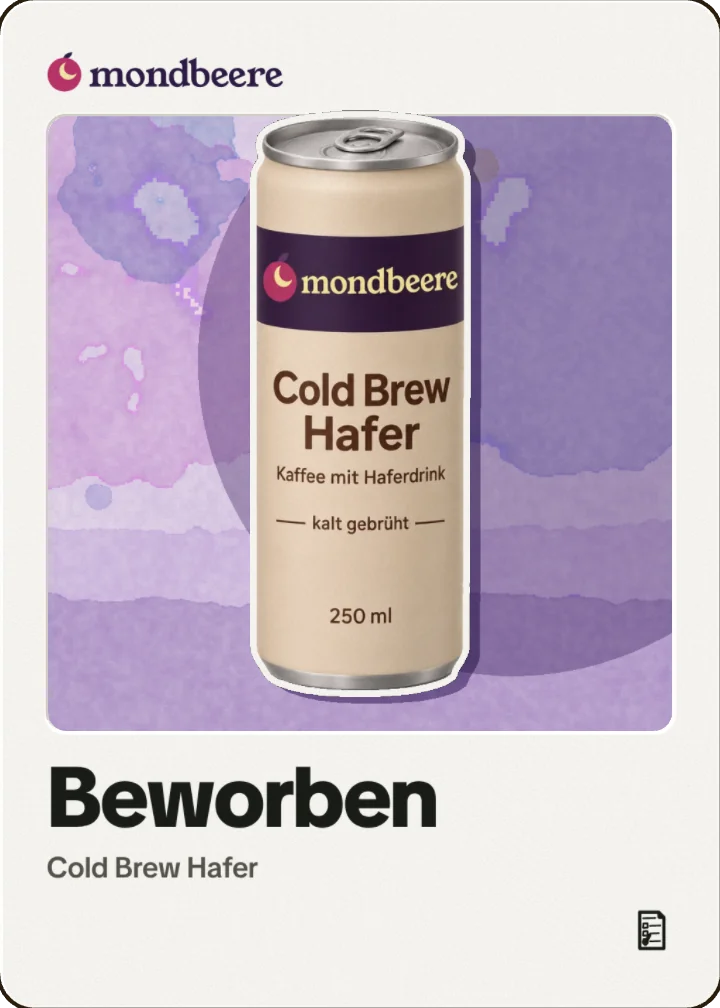 mondbeere
mondbeere
Cold Brew
Hafer
Kaffee mit Haferdrink
kalt gebrüht
250 ml
Beworben
Cold Brew Hafer